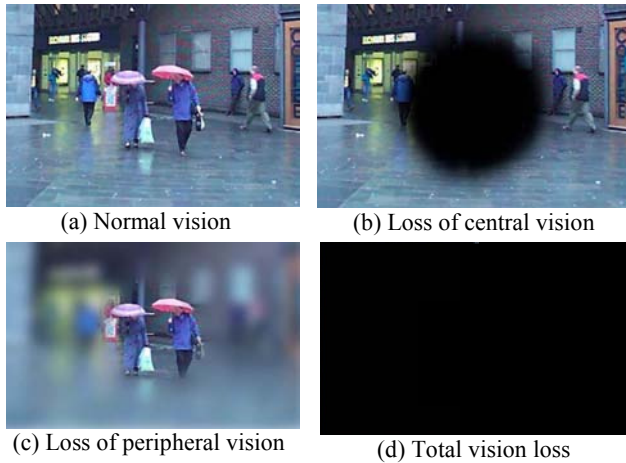 (a) Normal vision
(b) Loss of central vision
(c) Loss of peripheral vision
(d) Total vision loss